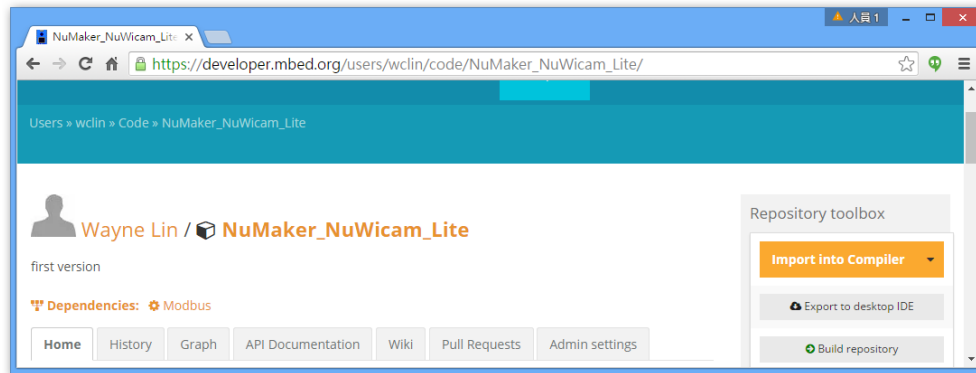 人員 1
NuMaker_NuWicam_Lite
https://developer.mbed.org/users/wclin/code/NuMaker_NuWicam_Lite/
Users » wclin » Code » NuMaker_NuWicam_Lite
Wayne Lin / NuMaker_NuWicam_Lite
first version
Dependencies: Modbus
Home History Graph API Documentation Wiki Pull Requests Admin settings
Repository toolbox
Import into Compiler
Export to desktop IDE
Build repository